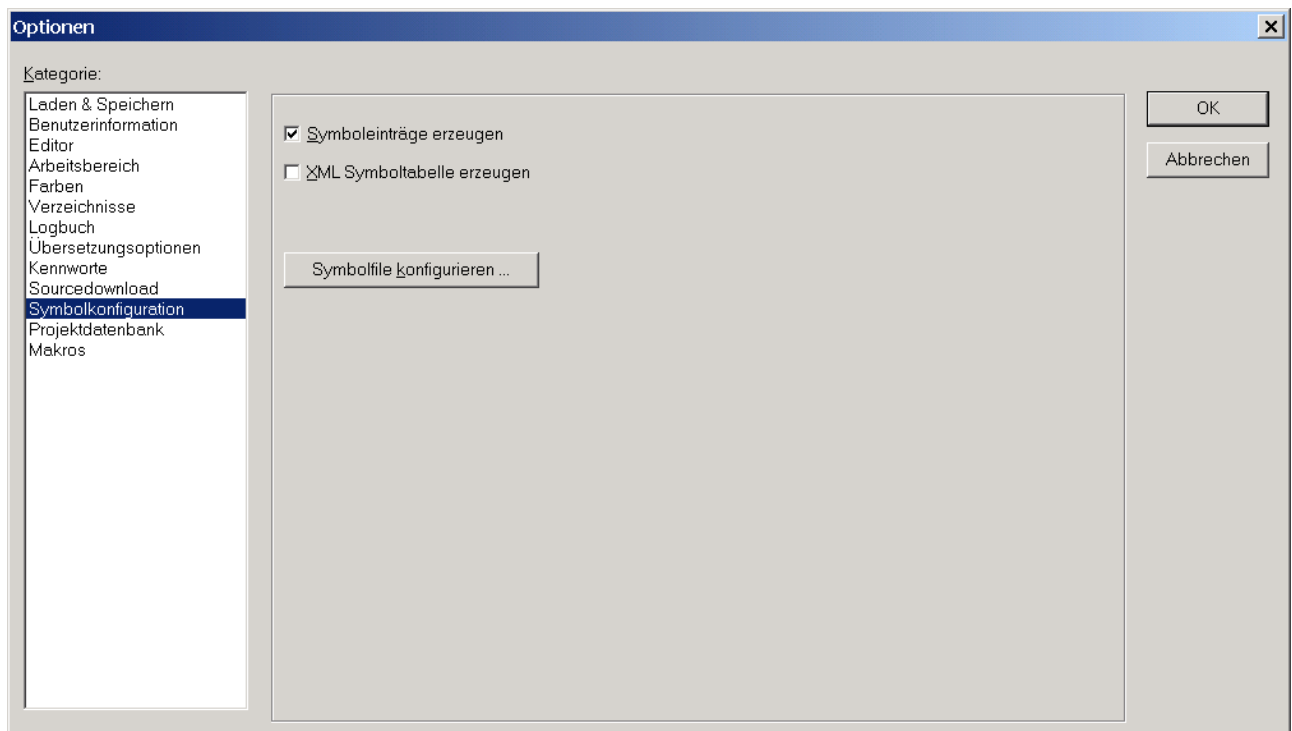 Optionen
Kategorie:
Laden & Speichern
Benutzerinformation
Editor
Arbeitsbereich
Farben
Verzeichnisse
Logbuch
Übersetzungsoptionen
Kennworte
Sourcedownload
Symbolkonfiguration
Projektdatenbank
Makros
Symboleinträge erzeugen
XML Symboltabelle erzeugen
Symbolfile konfigurieren ...
OK
Abbrechen